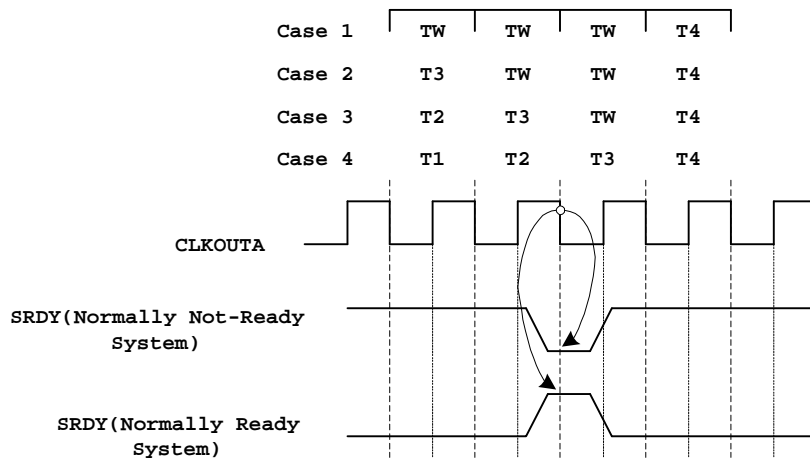 Case 1 TW TW TW T4
Case 2 T3 TW TW T4
Case 3 T2 T3 TW T4
Case 4 T1 T2 T3 T4
CLKOUTA
SRDY(Normally Not-Ready
System)
SRDY(Normally Ready
System)